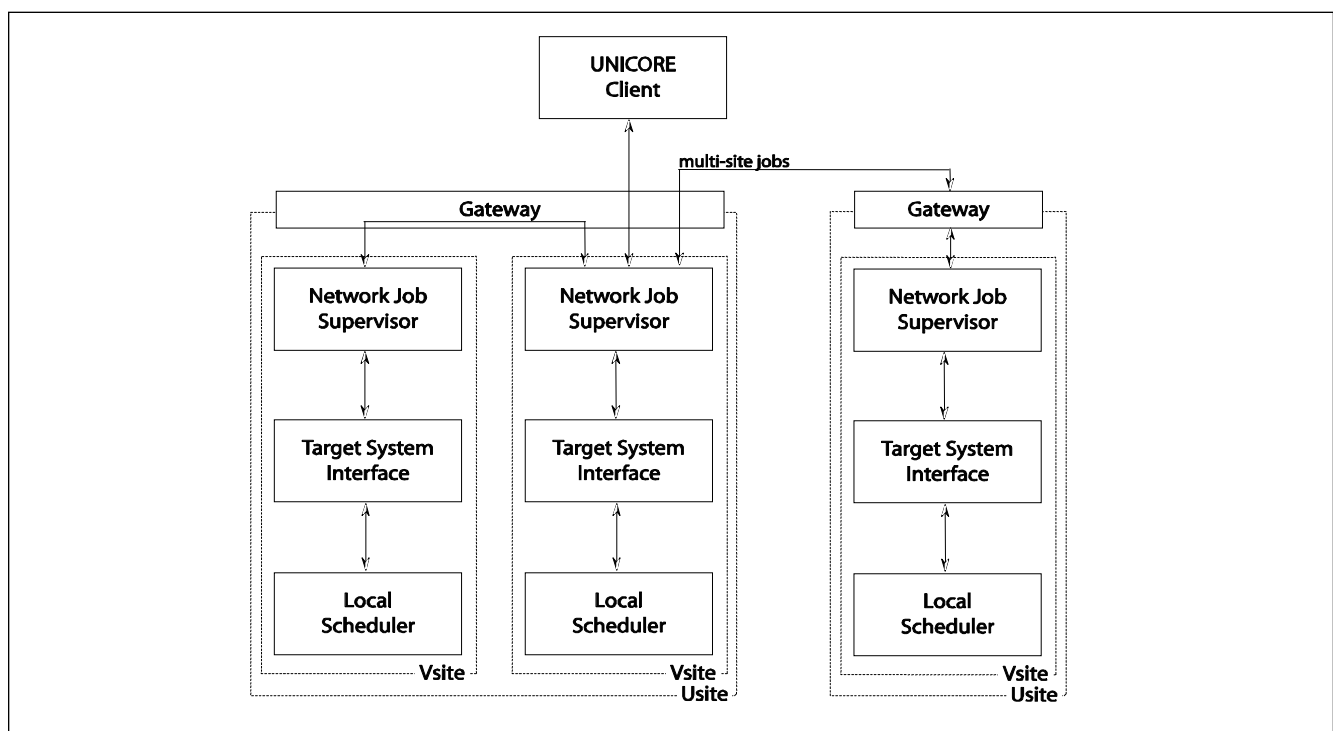 UNICORE
Client
multi-site jobs
Gateway
Gateway
Network Job
Supervisor
Network Job
Supervisor
Network Job
Supervisor
Target System
Interface
Target System
Interface
Target System
Interface
Local
Scheduler
Local
Scheduler
Local
Scheduler
Vsite
Vsite
Vsite
Usite
Usite